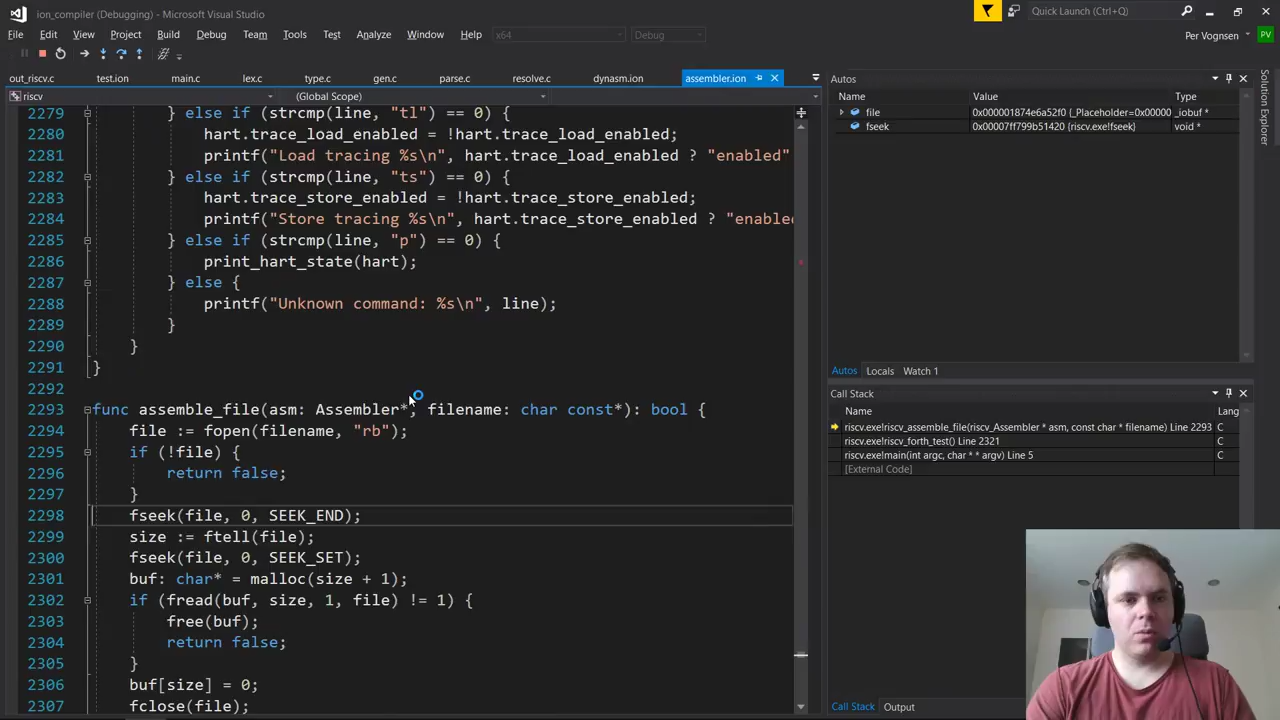 ion_compiler (Debugging) - Microsoft Visual Studio
Quick Launch (Ctrl+Q)
File Edit View Project Build Debug Team Tools Test Analyze Window Help x64 Debug
Per Vognsen PV
out_riscv.c test.ion main.c lex.c type.c gen.c parse.c resolve.c dynasm.ion assembler.ion
riscv (Global Scope)
2279 } else if (strcmp(line, "tl") == 0) {
2280 hart.trace_load_enabled = !hart.trace_load_enabled;
2281 printf("Load tracing %s\n", hart.trace_load_enabled ? "enabled"
2282 } else if (strcmp(line, "ts") == 0) {
2283 hart.trace_store_enabled = !hart.trace_store_enabled;
2284 printf("Store tracing %s\n", hart.trace_store_enabled ? "enable
2285 } else if (strcmp(line, "p") == 0) {
2286 print_hart_state(hart);
2287 } else {
2288 printf("Unknown command: %s\n", line);
2289 }
2290 }
2291 }
2292
2293 func assemble_file(asm: Assembler*, filename: char const*): bool {
2294 file := fopen(filename, "rb");
2295 if (!file) {
2296 return false;
2297 }
2298 fseek(file, 0, SEEK_END);
2299 size := ftell(file);
2300 fseek(file, 0, SEEK_SET);
2301 buf: char* = malloc(size + 1);
2302 if (fread(buf, size, 1, file) != 1) {
2303 free(buf);
2304 return false;
2305 }
2306 buf[size] = 0;
2307 fclose(file);
Autos
Name Value Type
file 0x000001874e6a52f0 {_Placeholder=0x00000 _iobuf *
fseek 0x00007ff799b51420 {riscv.exe!fseek} void *
Autos Locals Watch 1
Call Stack
Name Lang
riscv.exe!riscv_assemble_file(riscv_Assembler * asm, const char * filename) Line 2293 C
riscv.exe!riscv_forth_test() Line 2321 C
riscv.exe!main(int argc, char * * argv) Line 5 C
[External Code]
Call Stack Output
Solution Explorer